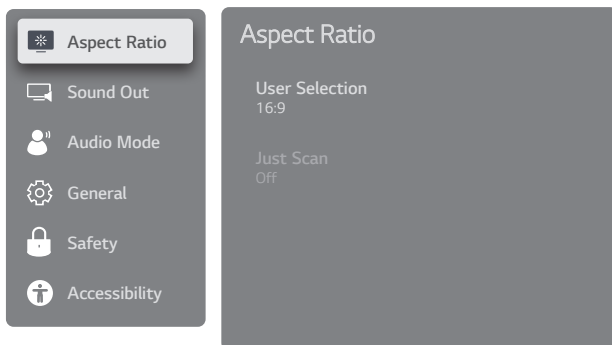 Aspect Ratio
Sound Out
Audio Mode
General
Safety
Accessibility
Aspect Ratio
User Selection
16:9
Just Scan
Off